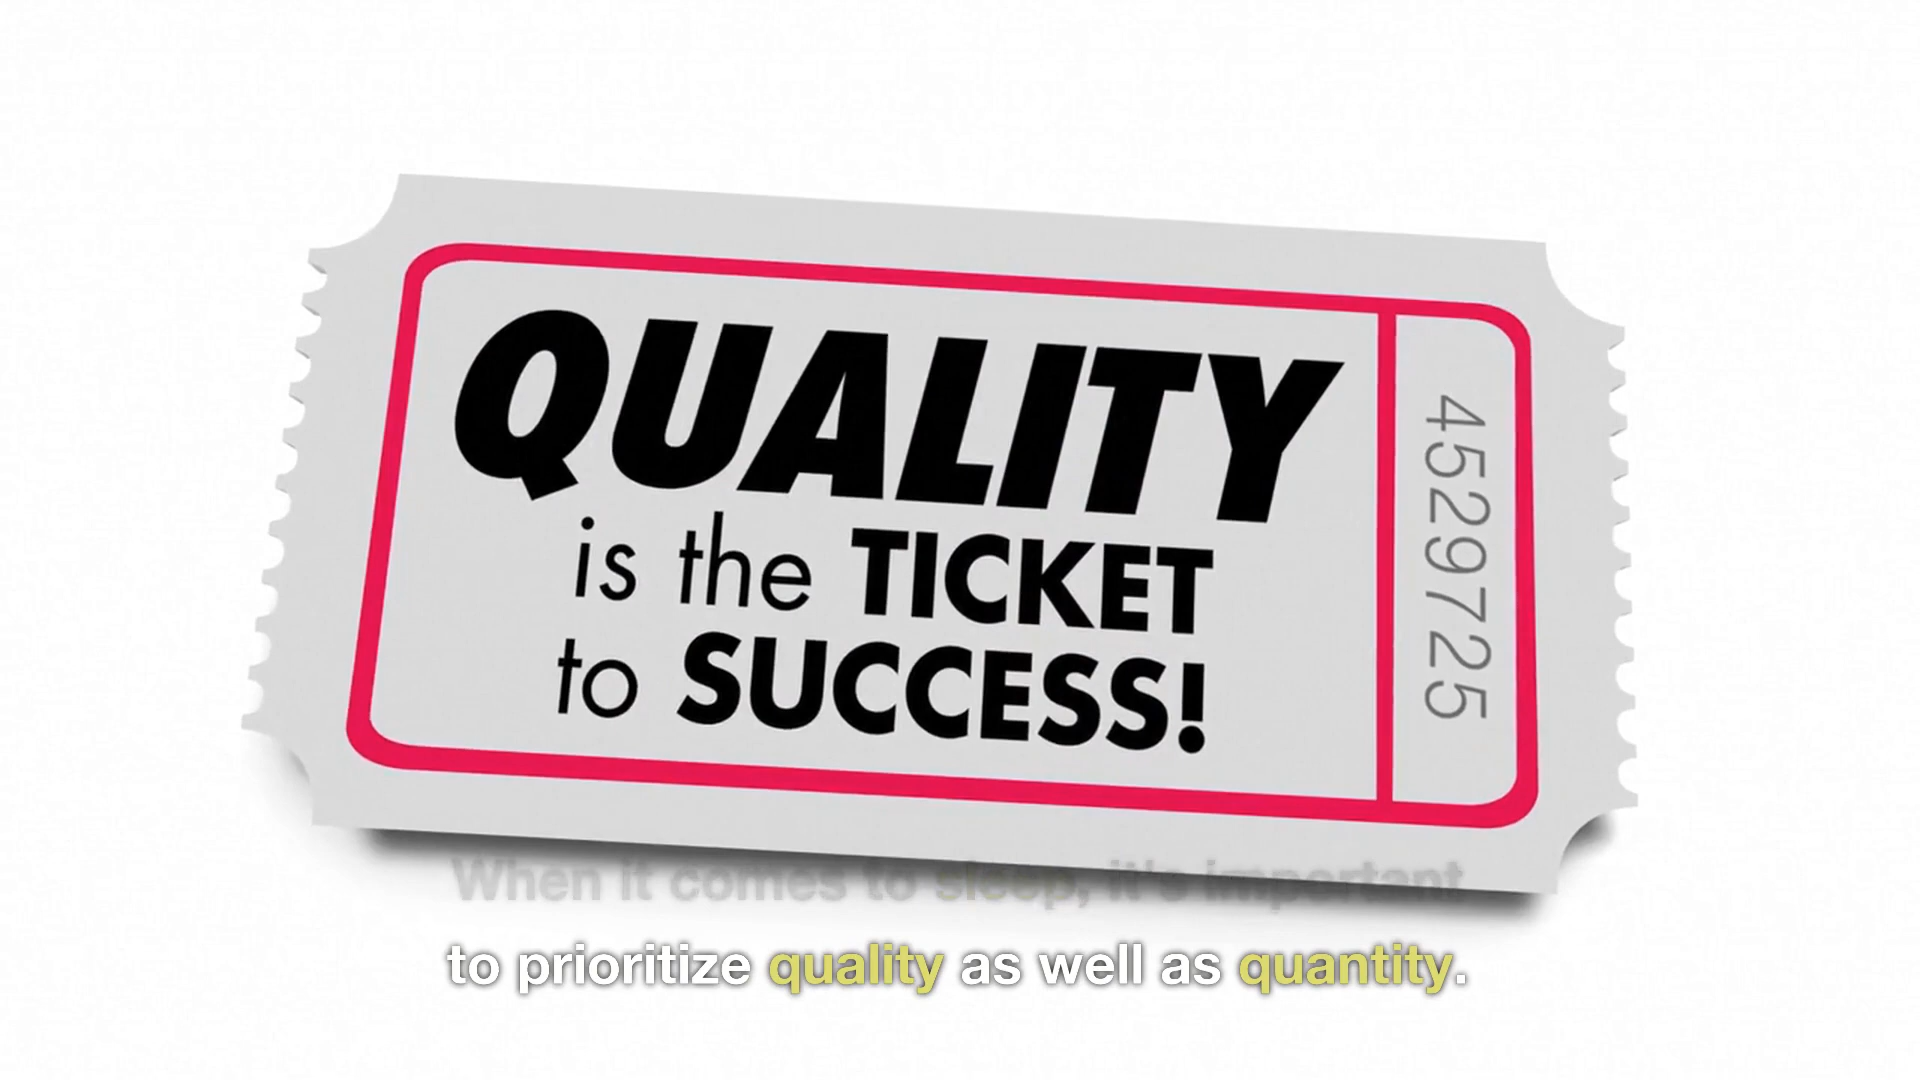 QUALITY
is the TICKET
to SUCCESS!
4529725
When it comes to sleep, it's important
to prioritize quality as well as quantity.